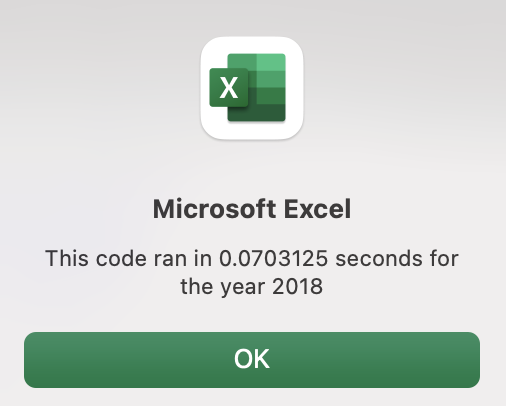 X
Microsoft Excel
This code ran in 0.0703125 seconds for
the year 2018
OK